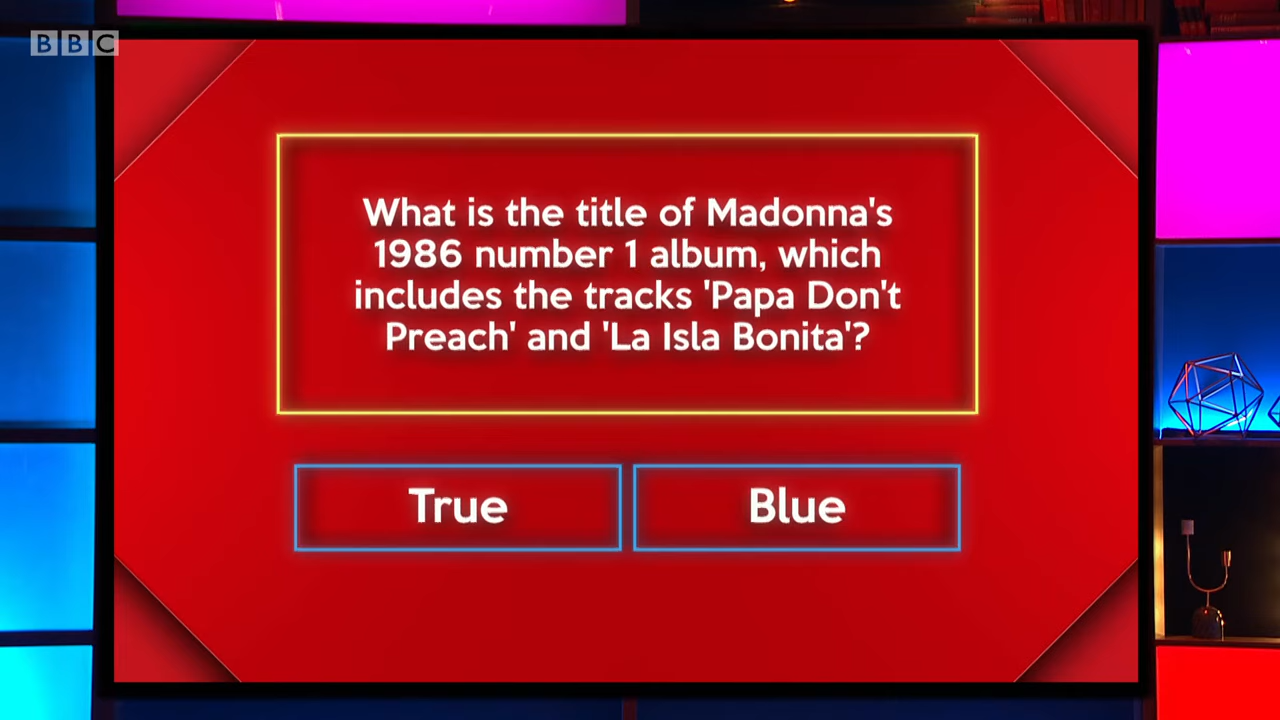 BBC
What is the title of Madonna's
1986 number 1 album, which
includes the tracks 'Papa Don't
Preach' and 'La Isla Bonita'?
True
Blue